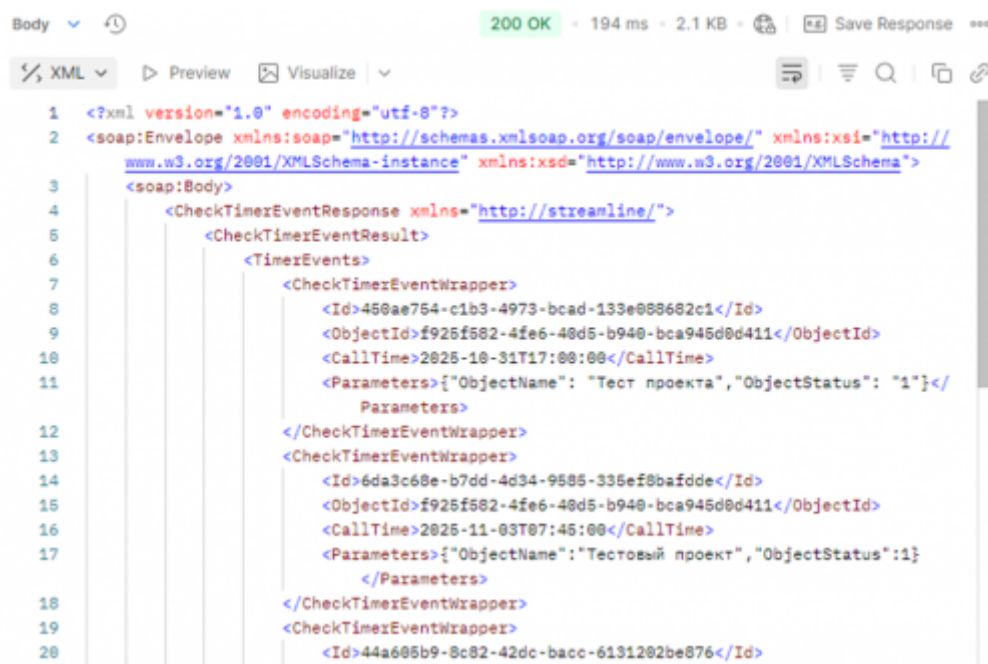 Body
200 OK • 194 ms • 2.1 KB • Save Response
XML Preview Visualize
1 <?xml version="1.0" encoding="utf-8"?>
2 <soap:Envelope xmlns:soap="http://schemas.xmlsoap.org/soap/envelope/" xmlns:xsi="http://
www.w3.org/2001/XMLSchema-instance" xmlns:xsd="http://www.w3.org/2001/XMLSchema">
3 <soap:Body>
4 <CheckTimerEventResponse xmlns="http://streamline/">
5 <CheckTimerEventResult>
6 <TimerEvents>
7 <CheckTimerEventWrapper>
8 <Id>450ae754-c1b3-4973-bcad-133e088682c1</Id>
9 <ObjectId>f925f582-4fe6-40d5-b940-bca945d0d411</ObjectId>
10 <CallTime>2025-10-31T17:00:00</CallTime>
11 <Parameters>{"ObjectName": "Тест проекта","ObjectStatus": "1"}</
Parameters>
12 </CheckTimerEventWrapper>
13 <CheckTimerEventWrapper>
14 <Id>6da3c68e-b7dd-4d34-9585-335ef8bafdde</Id>
15 <ObjectId>f925f582-4fe6-40d5-b940-bca945d0d411</ObjectId>
16 <CallTime>2025-11-03T07:45:00</CallTime>
17 <Parameters>{"ObjectName":"Тестовый проект","ObjectStatus":1}
</Parameters>
18 </CheckTimerEventWrapper>
19 <CheckTimerEventWrapper>
20 <Id>44a605b9-8c82-42dc-bacc-6131202be876</Id>